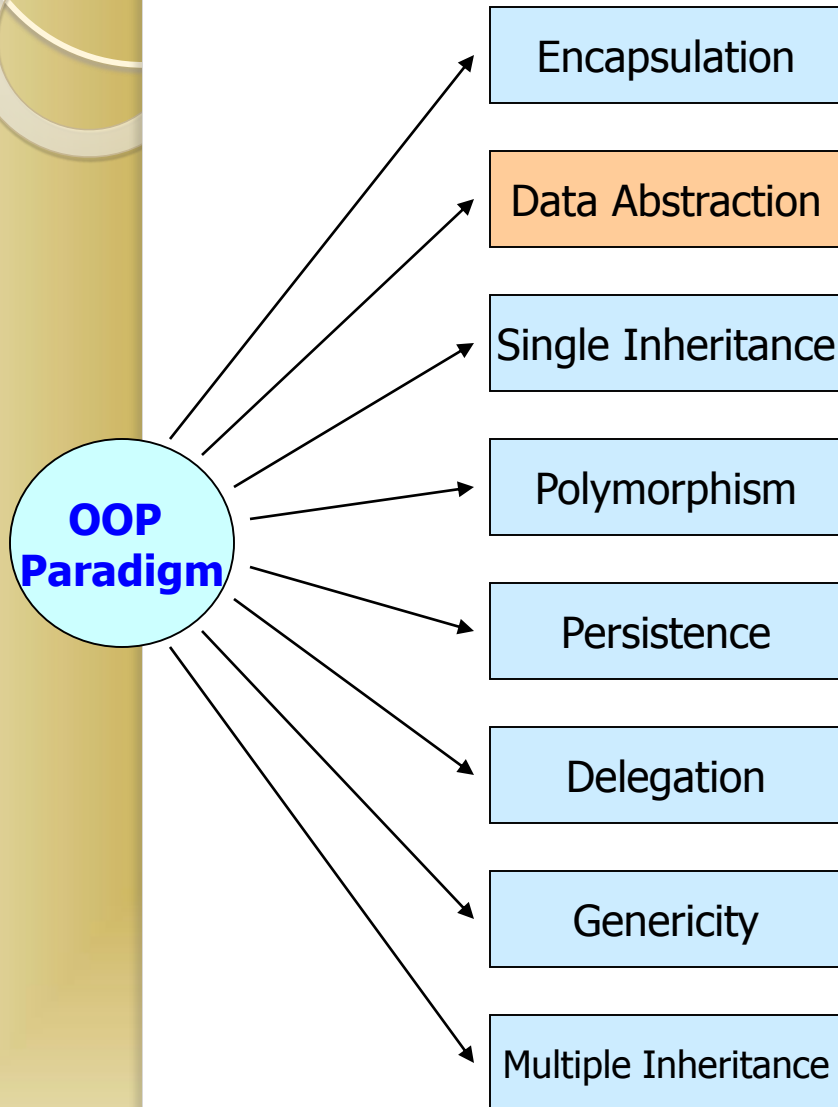 Encapsulation
Data Abstraction
Single Inheritance
Polymorphism
OOP
Paradigm
Persistence
Delegation
Genericity
Multiple Inheritance